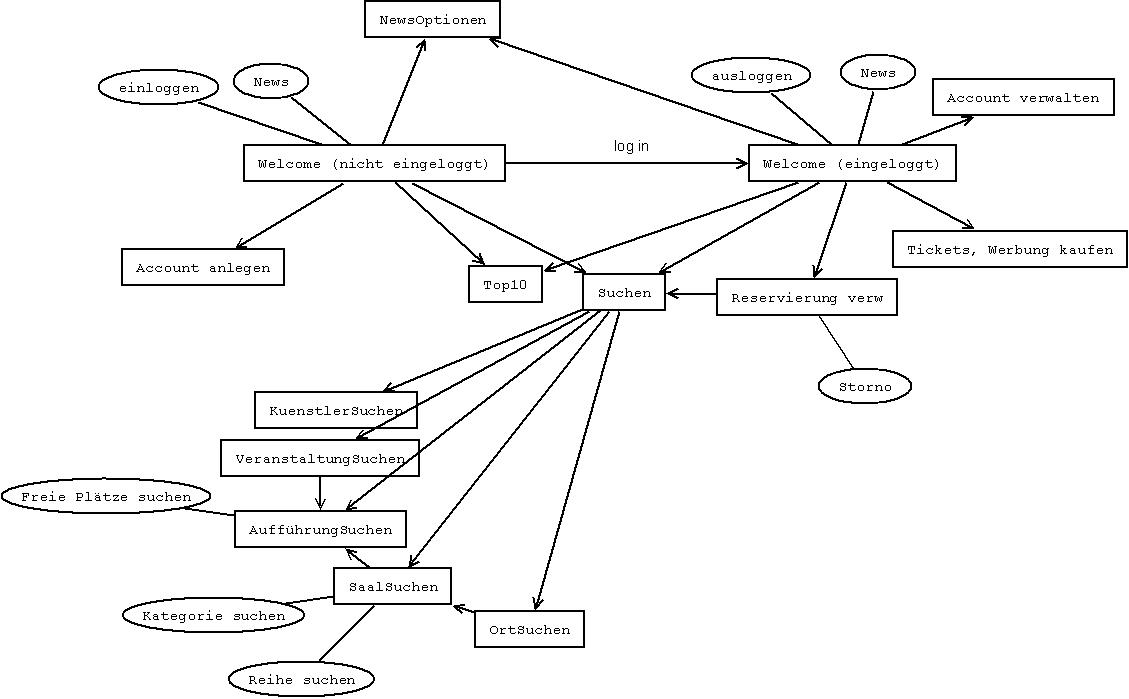 NewsOptionen
ausloggen
News
einloggen
News
Account verwalten
log in
Welcome (nicht eingeloggt)
Welcome (eingeloggt)
Tickets, Werbung kaufen
Account anlegen
Top10
Suchen
Reservierung verw
Storno
KuenstlerSuchen
VeranstaltungSuchen
Freie Plätze suchen
AufführungSuchen
SaalSuchen
Kategorie suchen
OrtSuchen
Reihe suchen